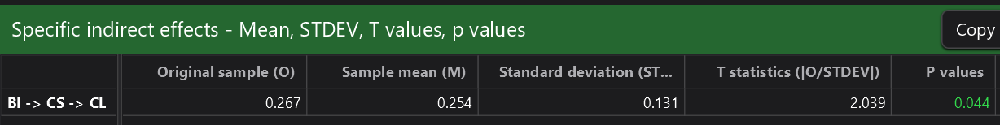 Specific indirect effects - Mean, STDEV, T values, p values Copy
Original sample (O) Sample mean (M) Standard deviation (ST... T statistics (|O/STDEV|) P values
BI -> CS -> CL 0.267 0.254 0.131 2.039 0.044